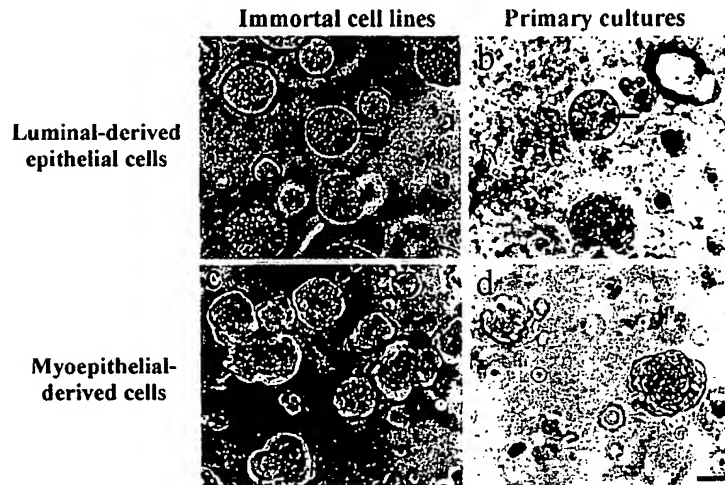 Immortal cell lines
Primary cultures
Luminal-derived
epithelial cells
b
Myoepithelial-
derived cells
d